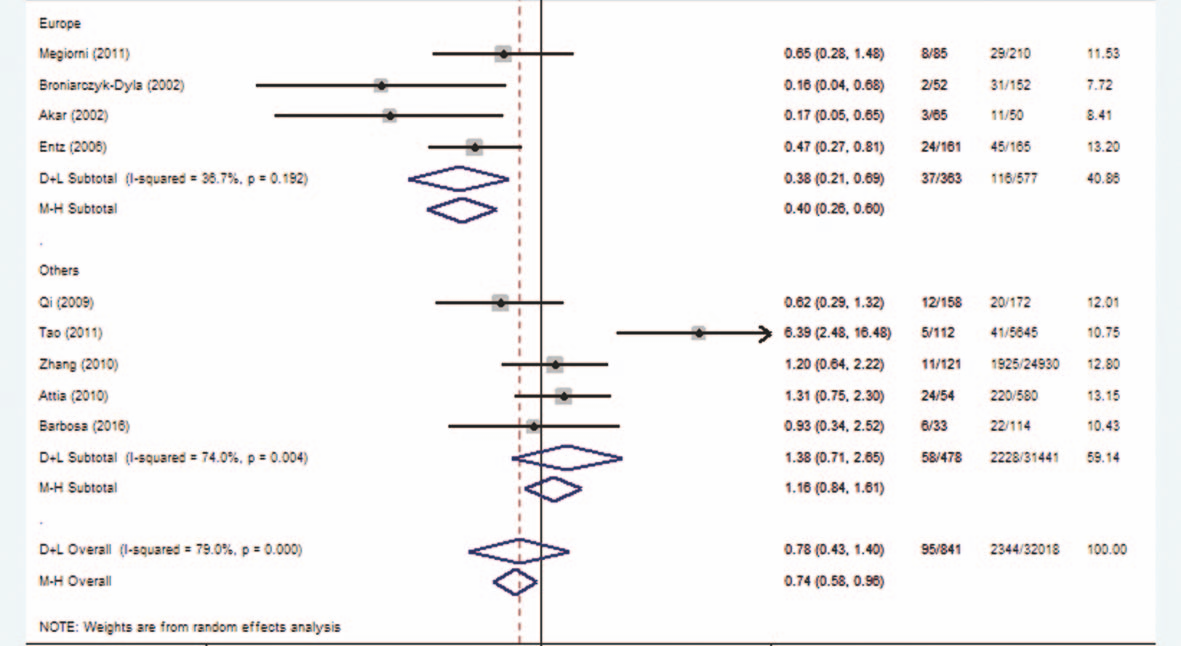 Europe
Megiorni (2011) 0.65 (0.28, 1.48) 8/85 29/210 11.53
Broniarczyk-Dyla (2002) 0.16 (0.04, 0.68) 2/52 31/152 7.72
Akar (2002) 0.17 (0.05, 0.65) 3/65 11/50 8.41
Entz (2006) 0.47 (0.27, 0.81) 24/161 45/165 13.20
D+L Subtotal (I-squared = 36.7%, p = 0.192) 0.38 (0.21, 0.69) 37/363 116/577 40.86
M-H Subtotal 0.40 (0.26, 0.60)
.
Others
Qi (2009) 0.62 (0.29, 1.32) 12/158 20/172 12.01
Tao (2011) 6.39 (2.48, 16.48) 5/112 41/5645 10.75
Zhang (2010) 1.20 (0.64, 2.22) 11/121 1925/24930 12.80
Attia (2010) 1.31 (0.75, 2.30) 24/54 220/580 13.15
Barbosa (2016) 0.93 (0.34, 2.52) 6/33 22/114 10.43
D+L Subtotal (I-squared = 74.0%, p = 0.004) 1.38 (0.71, 2.65) 58/478 2228/31441 59.14
M-H Subtotal 1.16 (0.84, 1.61)
.
D+L Overall (I-squared = 79.0%, p = 0.000) 0.78 (0.43, 1.40) 95/841 2344/32018 100.00
M-H Overall 0.74 (0.58, 0.96)
NOTE: Weights are from random effects analysis